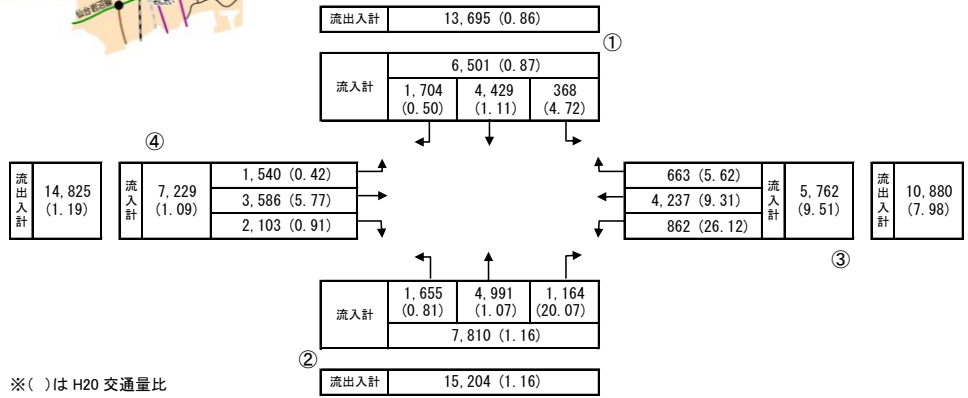 仙台岩沼線
流出入計 13,695 (0.86)
①
流入計
6,501 (0.87)
1,704 4,429 368
(0.50) (1.11) (4.72)
④
流出入計
14,825
(1.19)
流入計
7,229
(1.09)
1,540 (0.42)
3,586 (5.77)
2,103 (0.91)
663 (5.62)
4,237 (9.31)
862 (26.12)
流入計
5,762
(9.51)
流出入計
10,880
(7.98)
③
流入計
1,655 4,991 1,164
(0.81) (1.07) (20.07)
7,810 (1.16)
②
流出入計 15,204 (1.16)
※( )は H20 交通量比